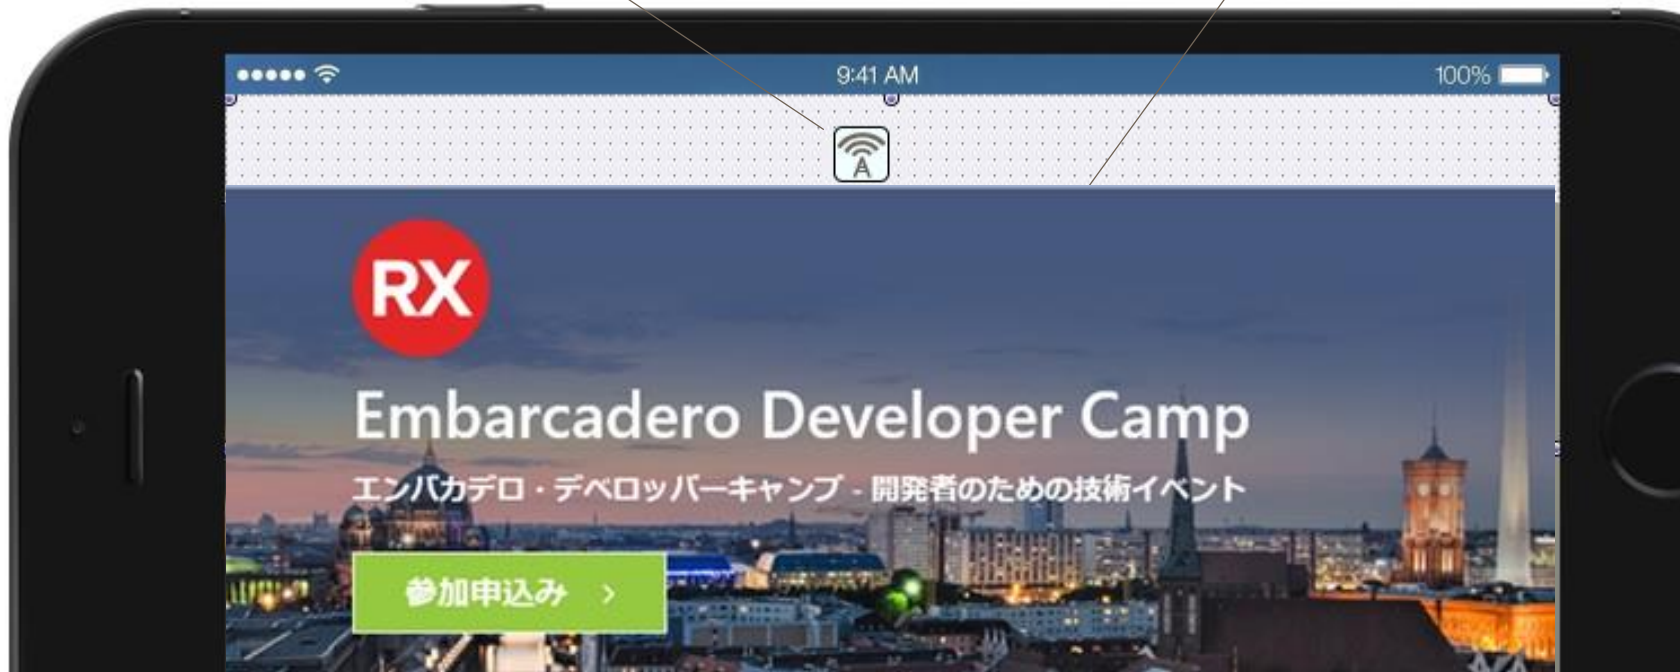 9:41 AM
100%
A
RX
Embarcadero Developer Camp
エンバカデロ・デベロッパーキャンプ - 開発者のための技術イベント
参加申込み >